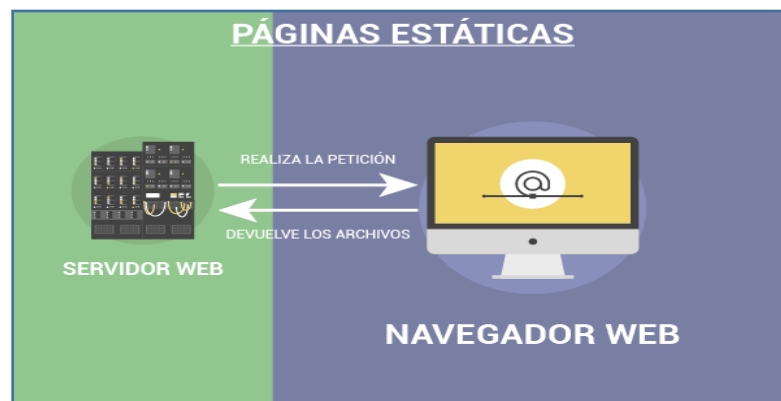 PÁGINAS ESTÁTICAS
REALIZA LA PETICIÓN
DEVUELVE LOS ARCHIVOS
SERVIDOR WEB
@
NAVEGADOR WEB